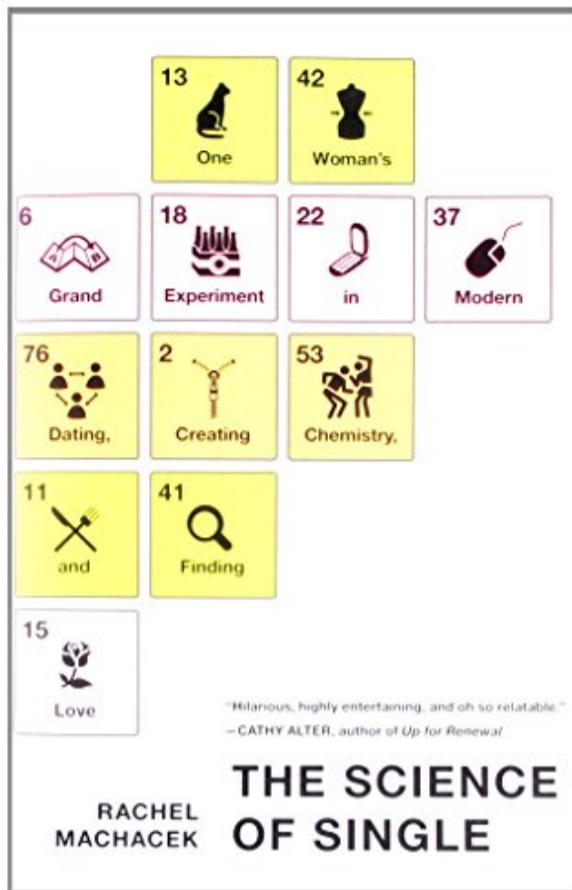 13 42
One Woman's
6 18 22 37
A B
Grand Experiment in Modern
76 2 53
Dating, Creating Chemistry,
11 41
and Finding
15
Love
"Hilarious, highly entertaining, and oh so relatable."
—CATHY ALTER, author of Up for Renewal
RACHEL
MACHACEK
THE SCIENCE
OF SINGLE